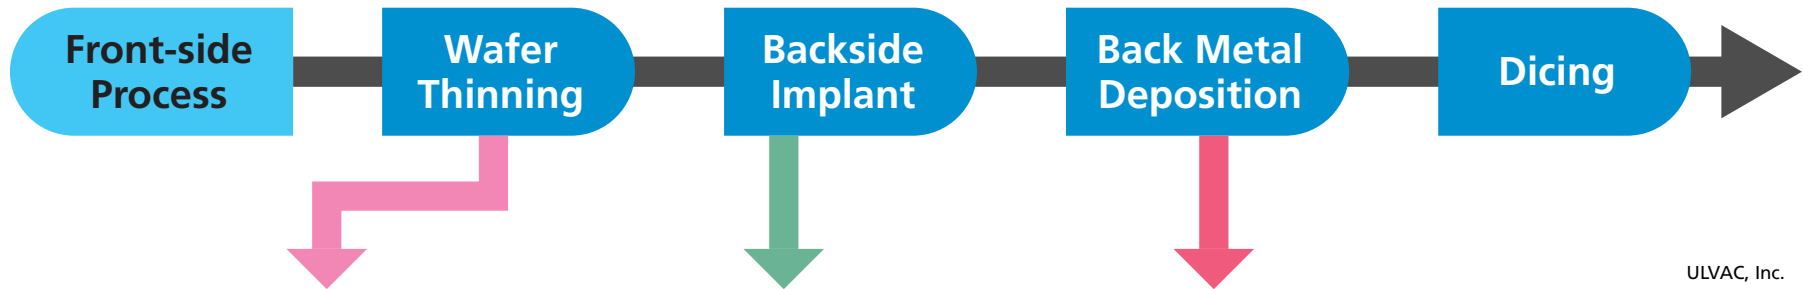 Front-side
Process
Wafer
Thinning
Backside
Implant
Back Metal
Deposition
Dicing
ULVAC, Inc.